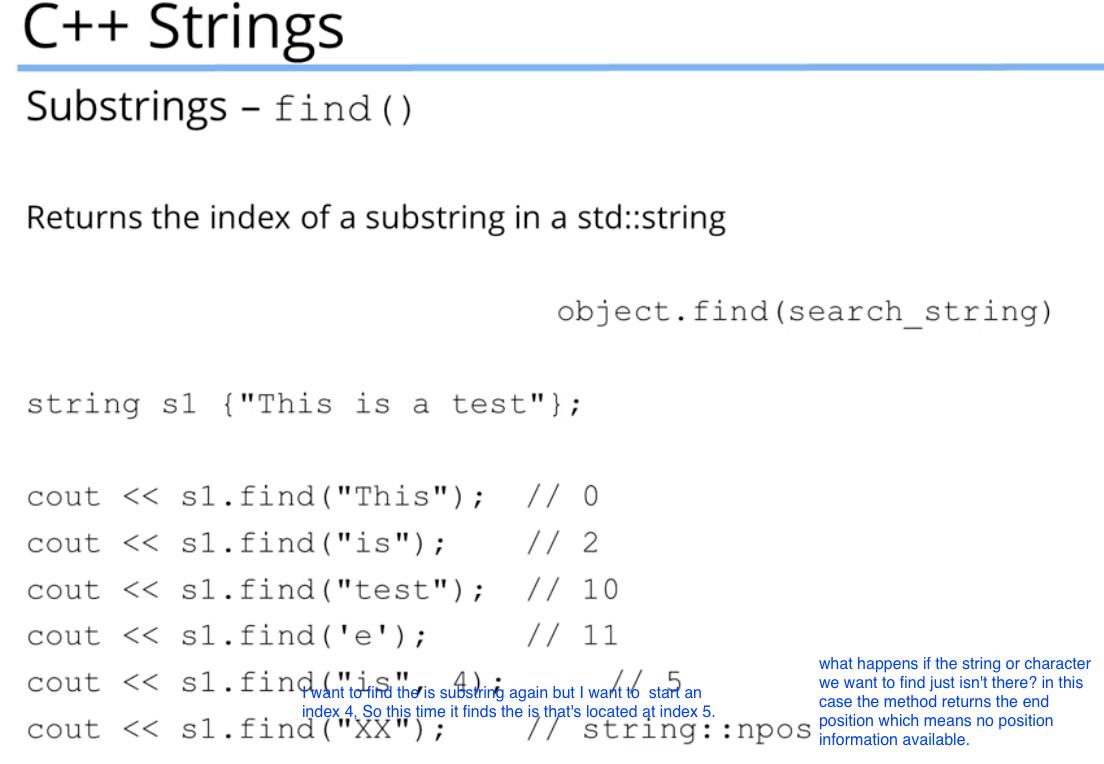 C++ Strings
Substrings – find()
Returns the index of a substring in a std::string
object.find(search_string)
string s1 {"This is a test"};
cout << s1.find("This");  // 0
cout << s1.find("is");    // 2
cout << s1.find("test");  // 10
cout << s1.find('e');     // 11
cout << s1.find("is", 4);     // 5
I want to find the is substring again but I want to  start an
index 4. So this time it finds the is that's located at index 5.
cout << s1.find("XX");    // string::npos
what happens if the string or character
we want to find just isn't there? in this
case the method returns the end
position which means no position
information available.